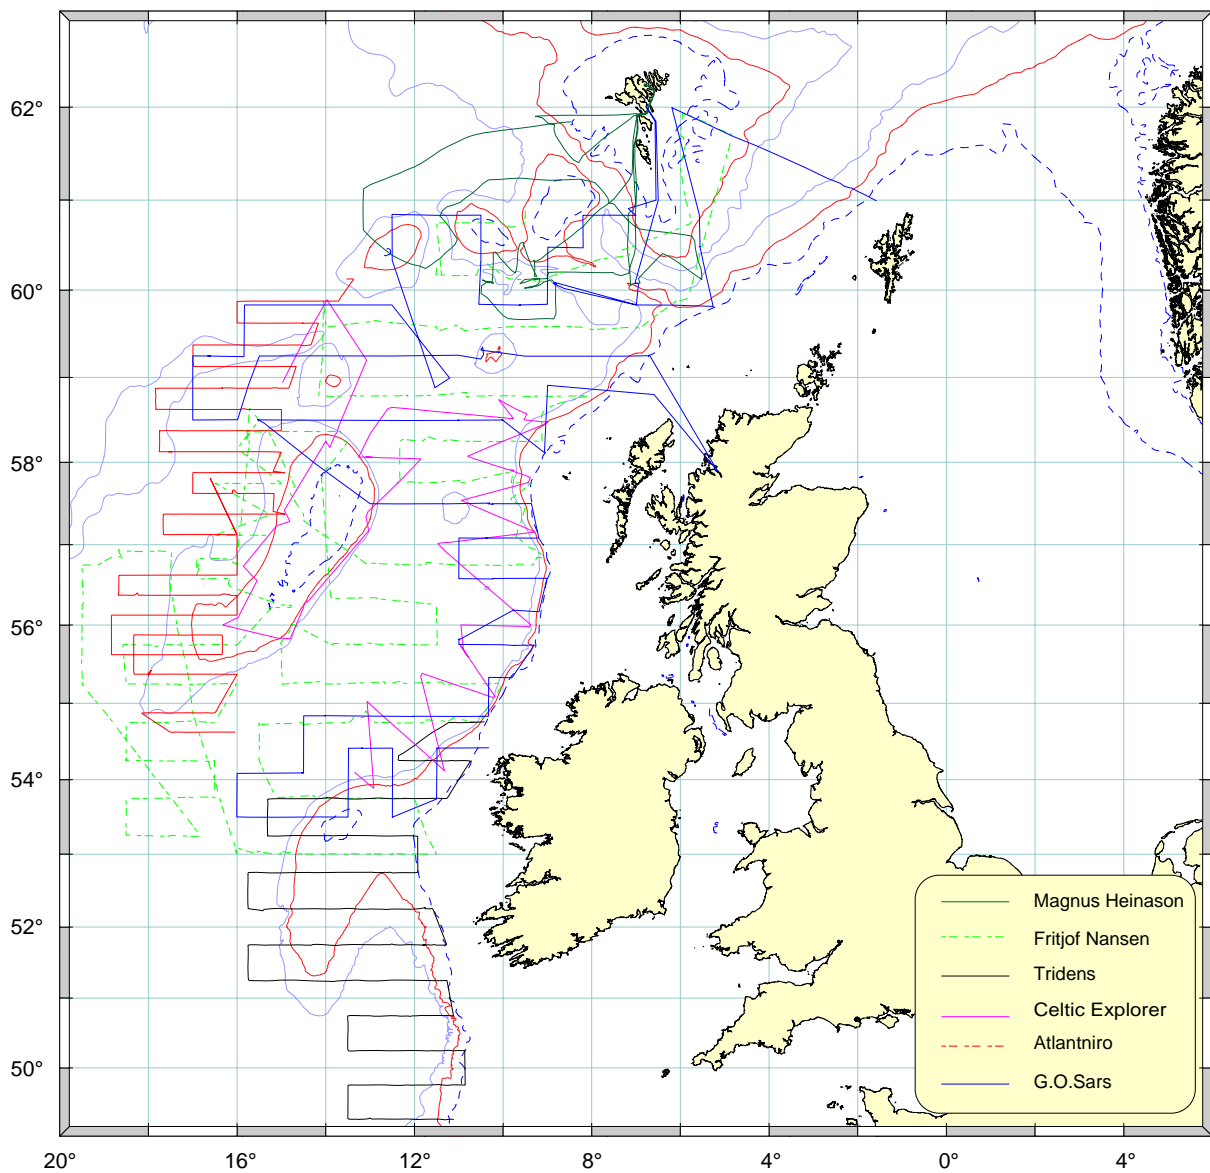 62°
60°
58°
56°
54°
52°
50°
Magnus Heinason
Fritjof Nansen
Tridens
Celtic Explorer
Atlantniro
G.O.Sars
20° 16° 12° 8° 4° 0° 4°